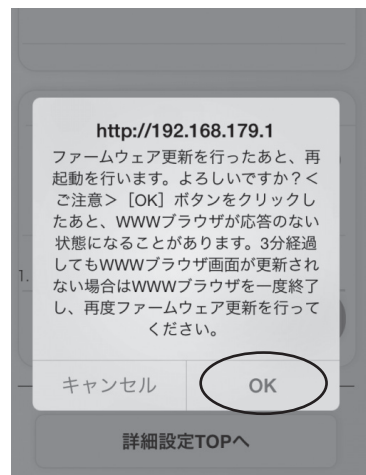 http://192.168.179.1
ファームウェア更新を行ったあと、再
起動を行います。よろしいですか？＜
ご注意＞［OK］ボタンをクリックし
たあと、WWWブラウザが応答のない
状態になることがあります。3分経過
してもWWWブラウザ画面が更新され
ない場合はWWWブラウザを一度終了
し、再度ファームウェア更新を行って
ください。
1.
キャンセル
OK
詳細設定TOPへ